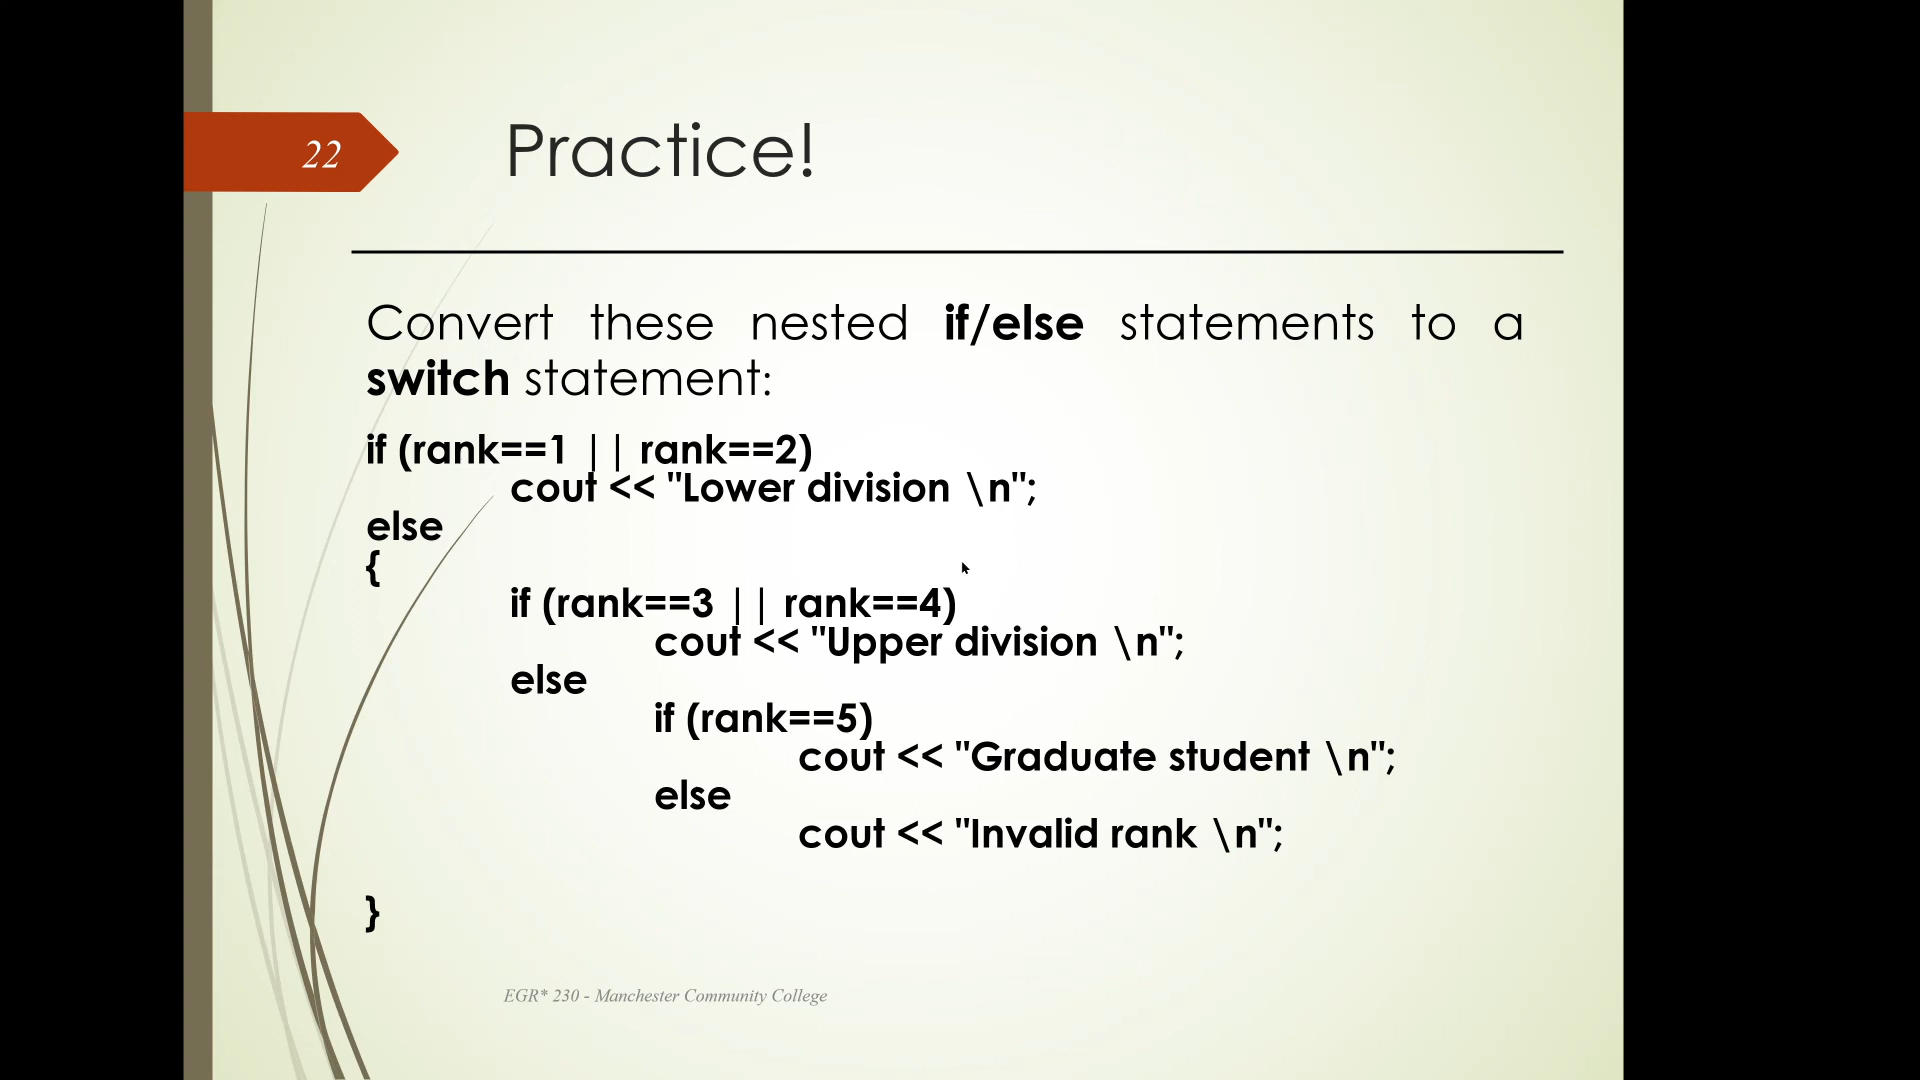 22
Practice!
Convert these nested if/else statements to a
switch statement:
if (rank==1 || rank==2)
cout << "Lower division \n";
else
{
if (rank==3 || rank==4)
cout << "Upper division \n";
else
if (rank==5)
cout << "Graduate student \n";
else
cout << "Invalid rank \n";
}
EGR* 230 - Manchester Community College